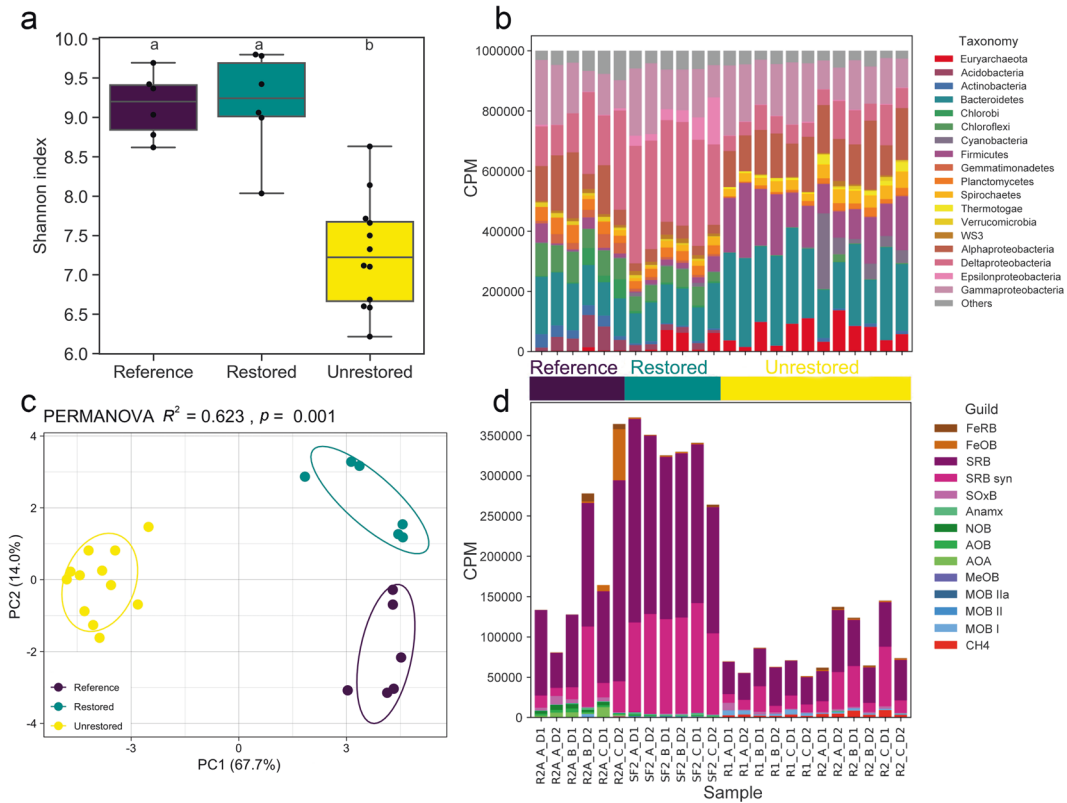 a
Shannon index
10.0
9.5
9.0
8.5
8.0
7.5
7.0
6.5
6.0
a
a
b
Reference
Restored
Unrestored
b
CPM
1000000
800000
600000
400000
200000
0
Taxonomy
Euryarchaeota
Acidobacteria
Actinobacteria
Bacteroidetes
Chlorobi
Chloroflexi
Cyanobacteria
Firmicutes
Gemmatimonadetes
Planctomycetes
Spirochaetes
Thermotogae
Verrucomicrobia
WS3
Alphaproteobacteria
Deltaproteobacteria
Epsilonproteobacteria
Gammaproteobacteria
Others
Reference
Restored
Unrestored
c
PERMANOVA R² = 0.623 , p = 0.001
PC2 (14.0%)
4
2
0
-2
-4
Reference
Restored
Unrestored
-3
0
3
PC1 (67.7%)
d
CPM
350000
300000
250000
200000
150000
100000
50000
0
Guild
FeRB
FeOB
SRB
SRB syn
SOxB
Anamx
NOB
AOB
AOA
MeOB
MOB IIa
MOB II
MOB I
CH4
R2A_A_D1
R2A_A_D2
R2A_B_D1
R2A_B_D2
R2A_C_D1
R2A_C_D2
SF2_A_D1
SF2_A_D2
SF2_B_D1
SF2_B_D2
SF2_C_D1
SF2_C_D2
R1_A_D1
R1_A_D2
R1_B_D1
R1_B_D2
R1_C_D1
R1_C_D2
R2_A_D1
R2_A_D2
R2_B_D1
R2_B_D2
R2_C_D1
R2_C_D2
Sample